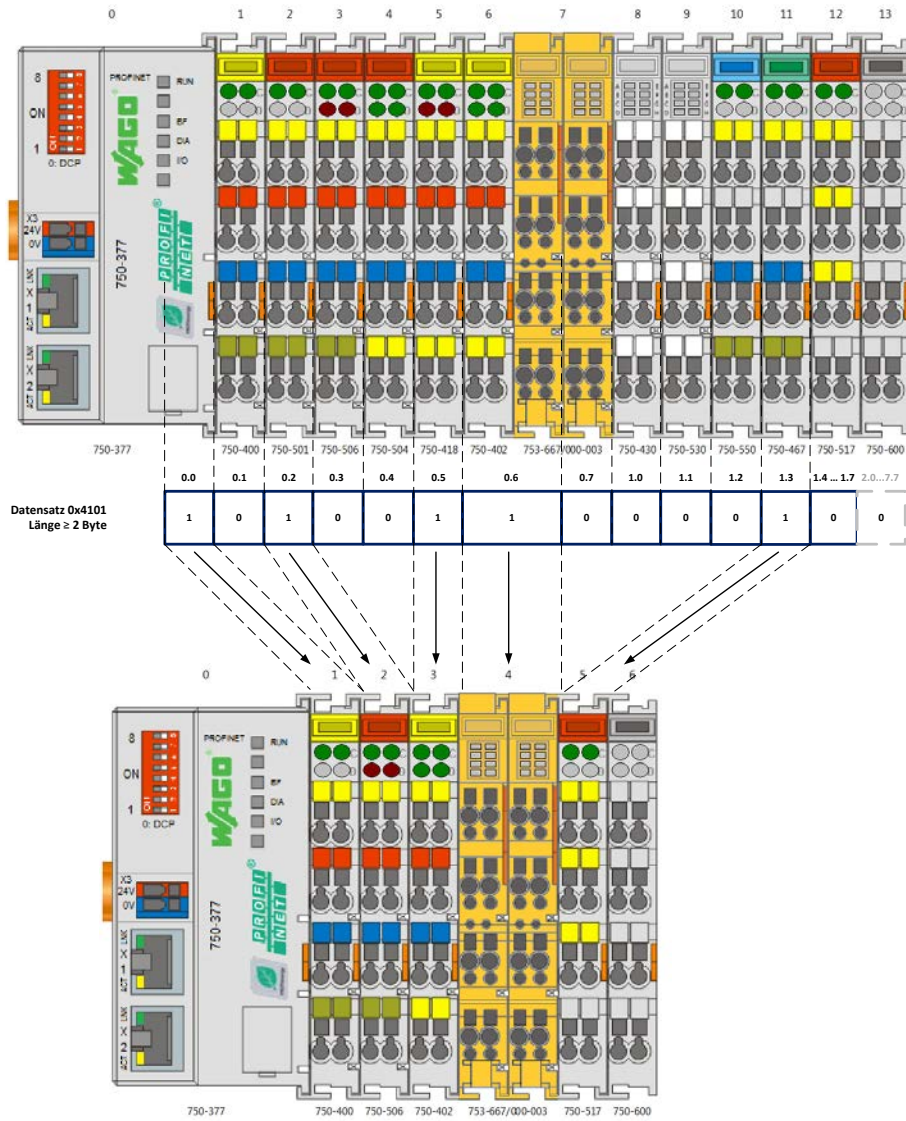 0 1 2 3 4 5 6 7 8 9 10 11 12 13
8
ON
1
0: DCP
PROFINET
RUN
BF
DIA
I/O
WAGO
750-377
PROFI
NET
®
X3
24V
0V
LNK
X
1
ACT
LNK
X
2
ACT
750-377 750-400 750-501 750-506 750-504 750-418 750-402 753-667/000-003 750-430 750-530 750-550 750-467 750-517 750-600
0.0 0.1 0.2 0.3 0.4 0.5 0.6 0.7 1.0 1.1 1.2 1.3 1.4 ... 1.7 2.0...7.7
Datensatz 0x4101
Länge ≥ 2 Byte
1 0 1 0 0 1 1 0 0 0 0 1 0 0
0 1 2 3 4 5 6
8
ON
1
0: DCP
PROFINET
RUN
BF
DIA
I/O
WAGO
750-377
PROFI
NET
®
X3
24V
0V
LNK
X
1
ACT
LNK
X
2
ACT
750-377 750-400 750-506 750-402 753-667/000-003 750-517 750-600